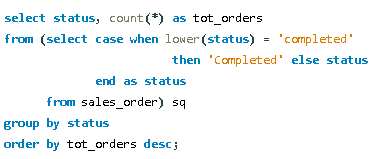 select status, count(*) as tot_orders
from (select case when lower(status) = 'completed'
then 'Completed' else status
end as status
from sales_order) sq
group by status
order by tot_orders desc;